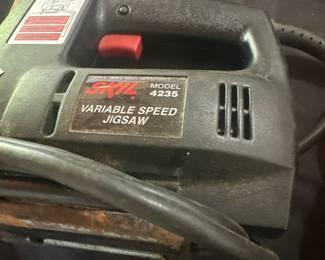 SKIL MODEL
4235
VARIABLE SPEED
JIGSAW